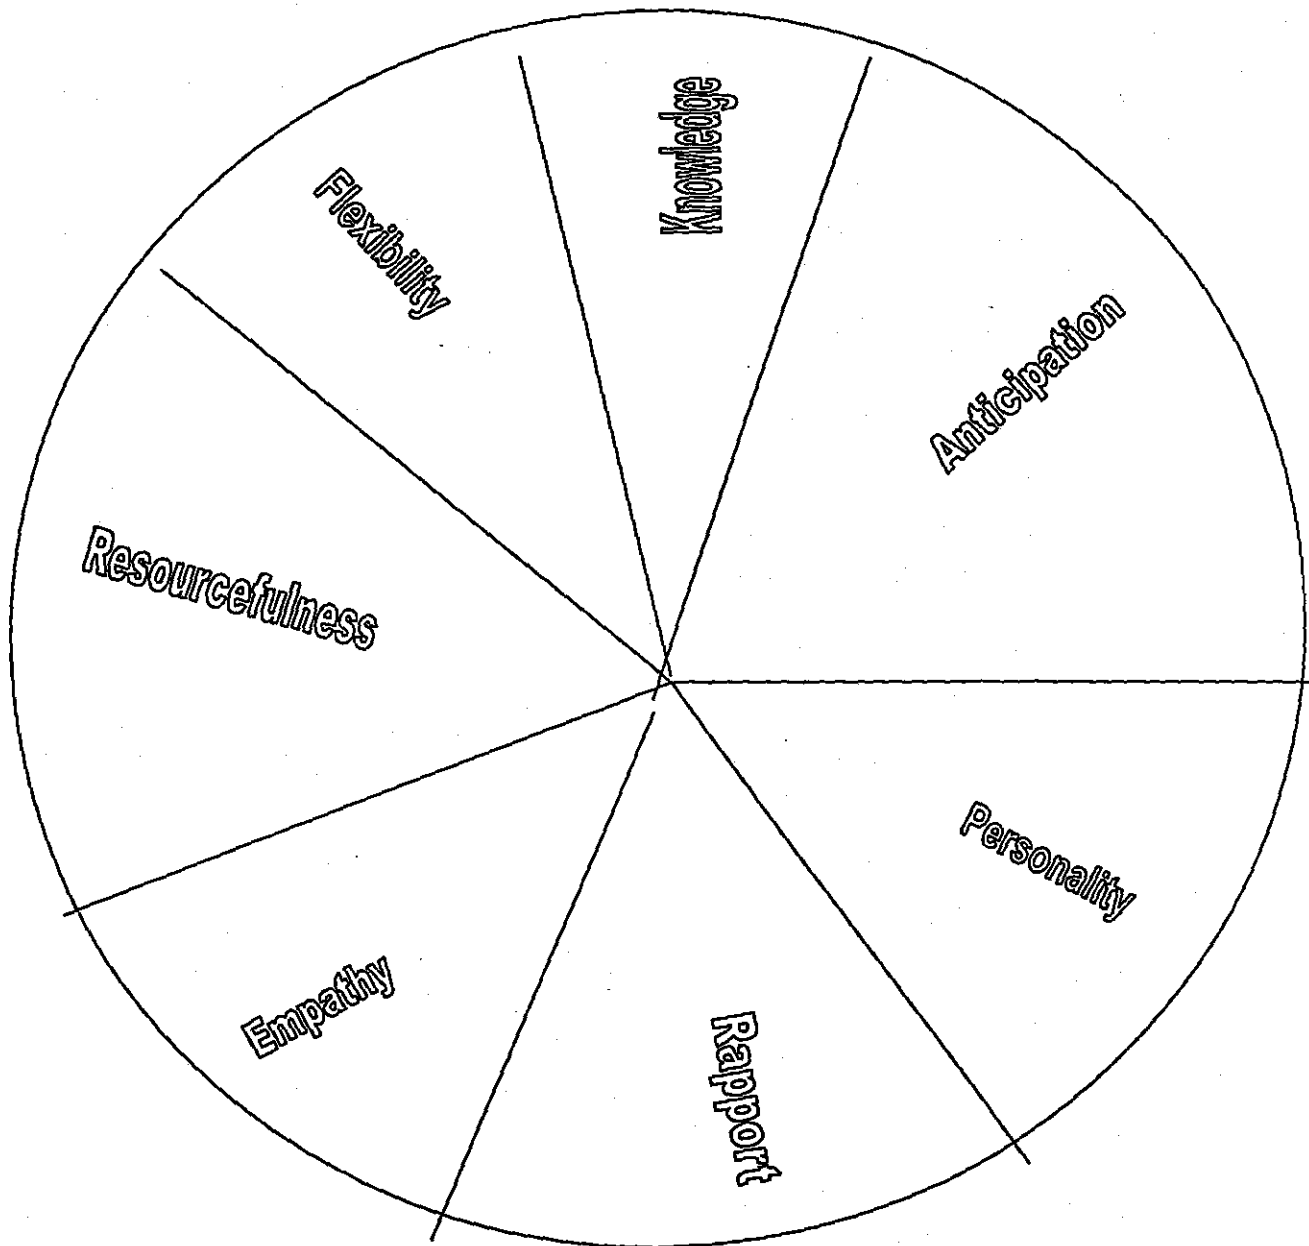 Knowledge
Flexibility
Anticipation
Resourcefulness
Personality
Empathy
Rapport